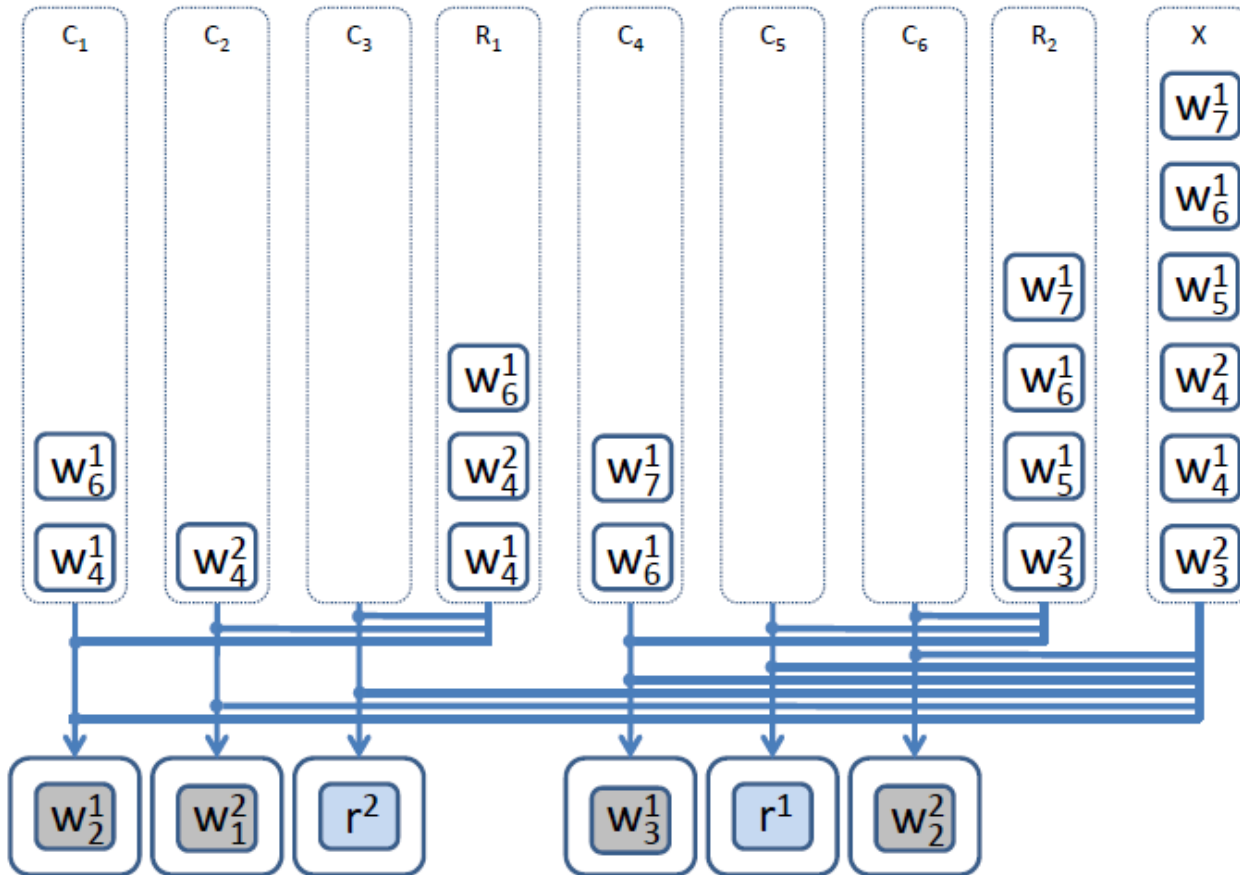 C₁ C₂ C₃ R₁ C₄ C₅ C₆ R₂ X
w¹₇
w¹₆
w¹₇ w¹₅
w¹₆ w¹₆ w²₄
w¹₆ w²₄ w¹₇ w¹₅ w¹₄
w¹₄ w²₄ w¹₄ w¹₆ w²₃ w²₃
w¹₂ w²₁ r² w¹₃ r¹ w²₂